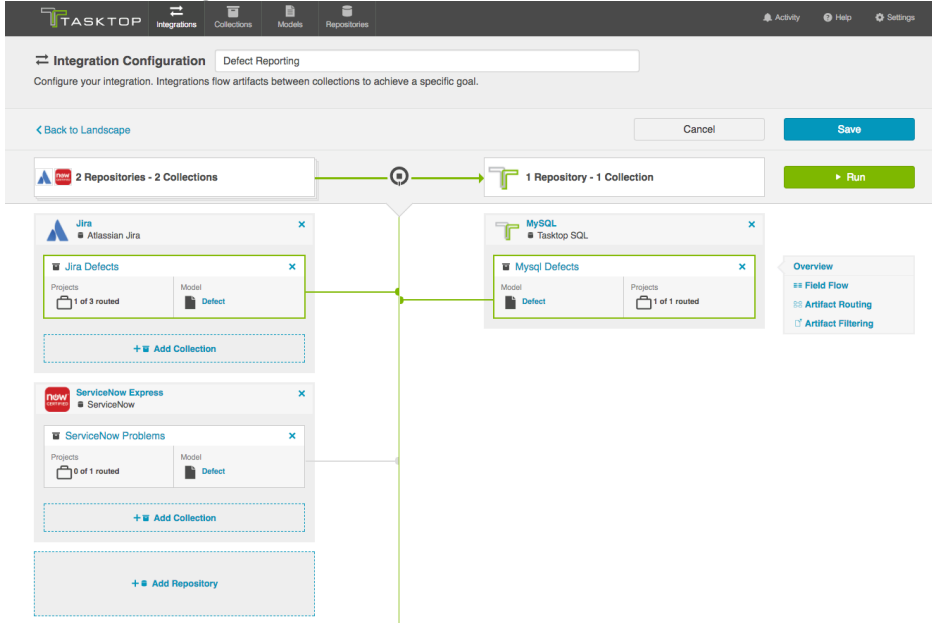 TASKTOP
Integrations
Collections
Models
Repositories
Activity
Help
Settings
Integration Configuration
Defect Reporting
Configure your integration. Integrations flow artifacts between collections to achieve a specific goal.
Back to Landscape
Cancel
Save
now
2 Repositories - 2 Collections
1 Repository - 1 Collection
Run
Jira
Atlassian Jira
Jira Defects
Projects
1 of 3 routed
Model
Defect
+ Add Collection
MySQL
Tasktop SQL
Mysql Defects
Model
Defect
Projects
1 of 1 routed
Overview
Field Flow
Artifact Routing
Artifact Filtering
now
ServiceNow Express
ServiceNow
ServiceNow Problems
Projects
0 of 1 routed
Model
Defect
+ Add Collection
+ Add Repository